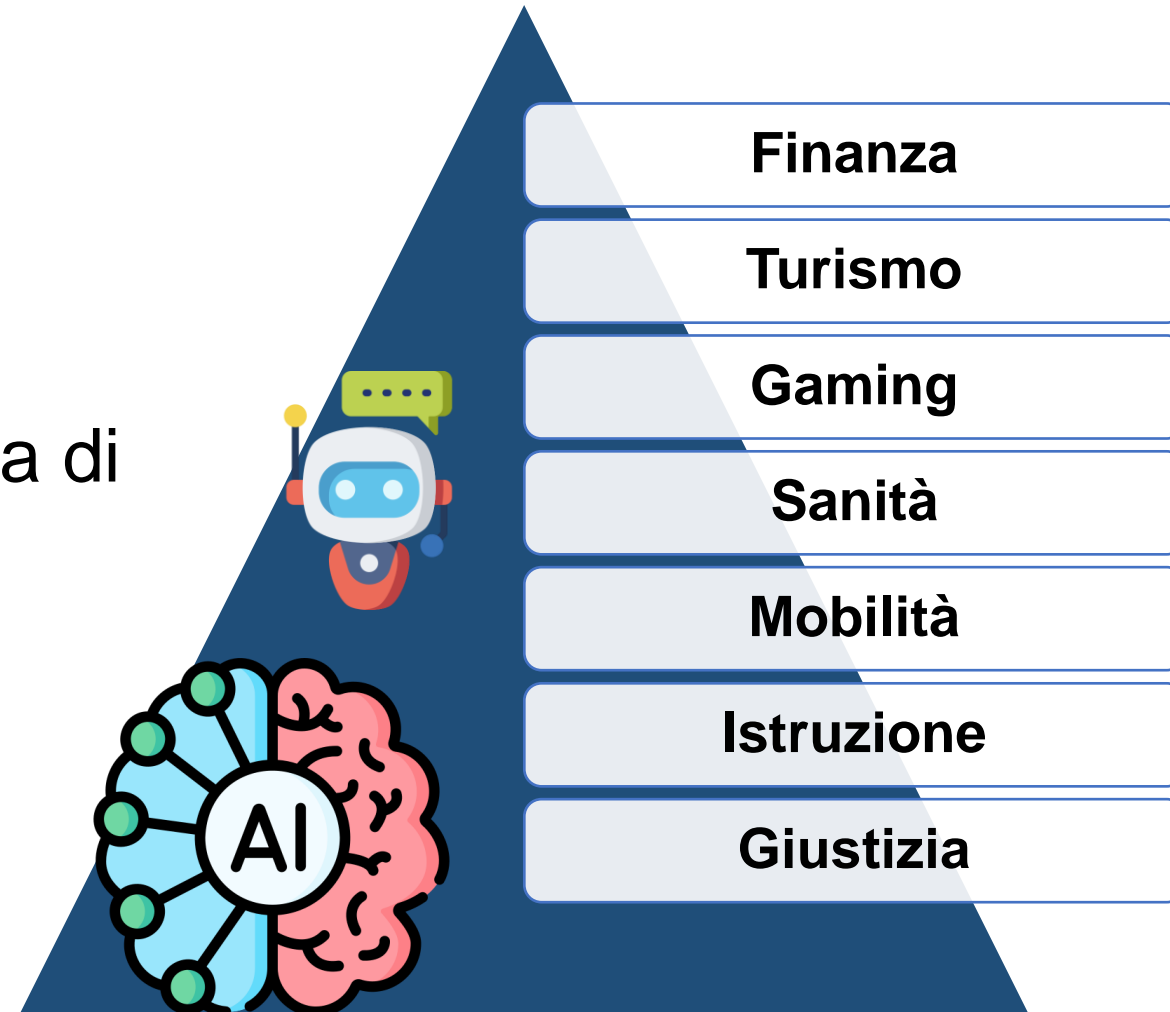 Finanza
Turismo
Gaming
a di
Sanità
Mobilità
Istruzione
AI
Giustizia